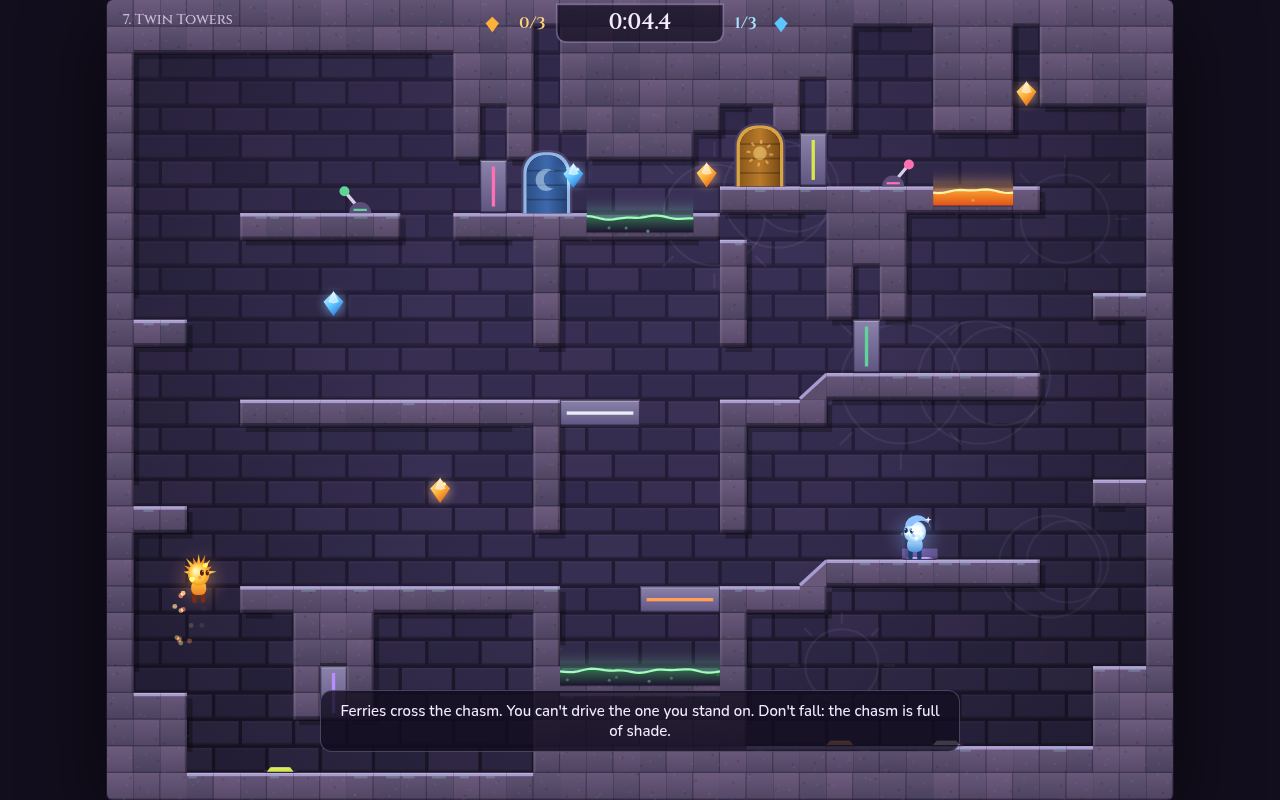 7. Twin Towers
0/3
0:04.4
1/3
Ferries cross the chasm. You can't drive the one you stand on. Don't fall: the chasm is full
of shade.